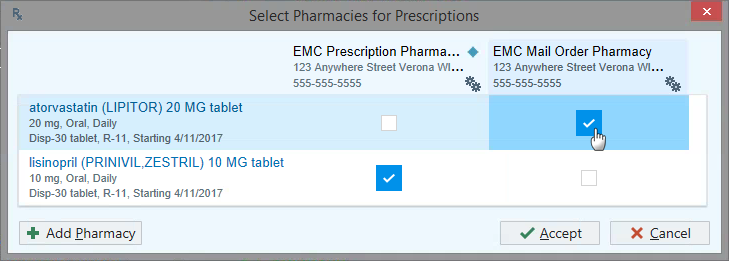 Rx
Select Pharmacies for Prescriptions
EMC Prescription Pharma...
123 Anywhere Street Verona WI...
555-555-5555
EMC Mail Order Pharmacy
123 Anywhere Street Verona WI...
555-555-5555
atorvastatin (LIPITOR) 20 MG tablet
20 mg, Oral, Daily
Disp-30 tablet, R-11, Starting 4/11/2017
lisinopril (PRINIVIL,ZESTRIL) 10 MG tablet
10 mg, Oral, Daily
Disp-30 tablet, R-11, Starting 4/11/2017
Add Pharmacy
Accept
Cancel